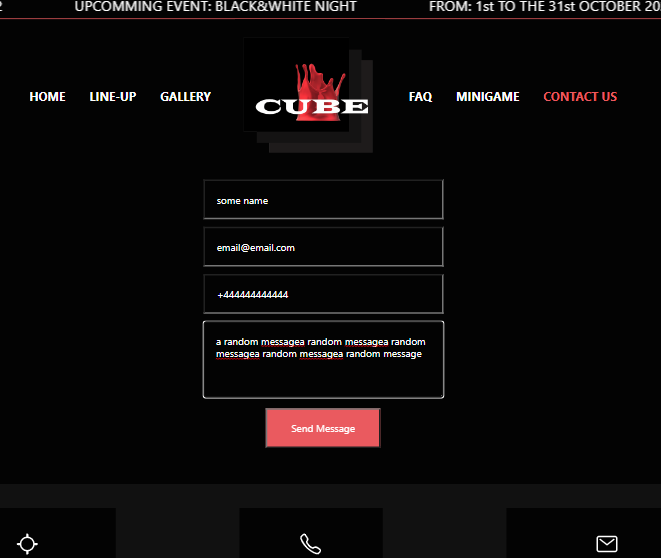 2 UPCOMMING EVENT: BLACK&WHITE NIGHT FROM: 1st TO THE 31st OCTOBER 20
HOME LINE-UP GALLERY CUBE FAQ MINIGAME CONTACT US
some name
email@email.com
+444444444444
a random messagea random messagea random
messagea random messagea random message
Send Message